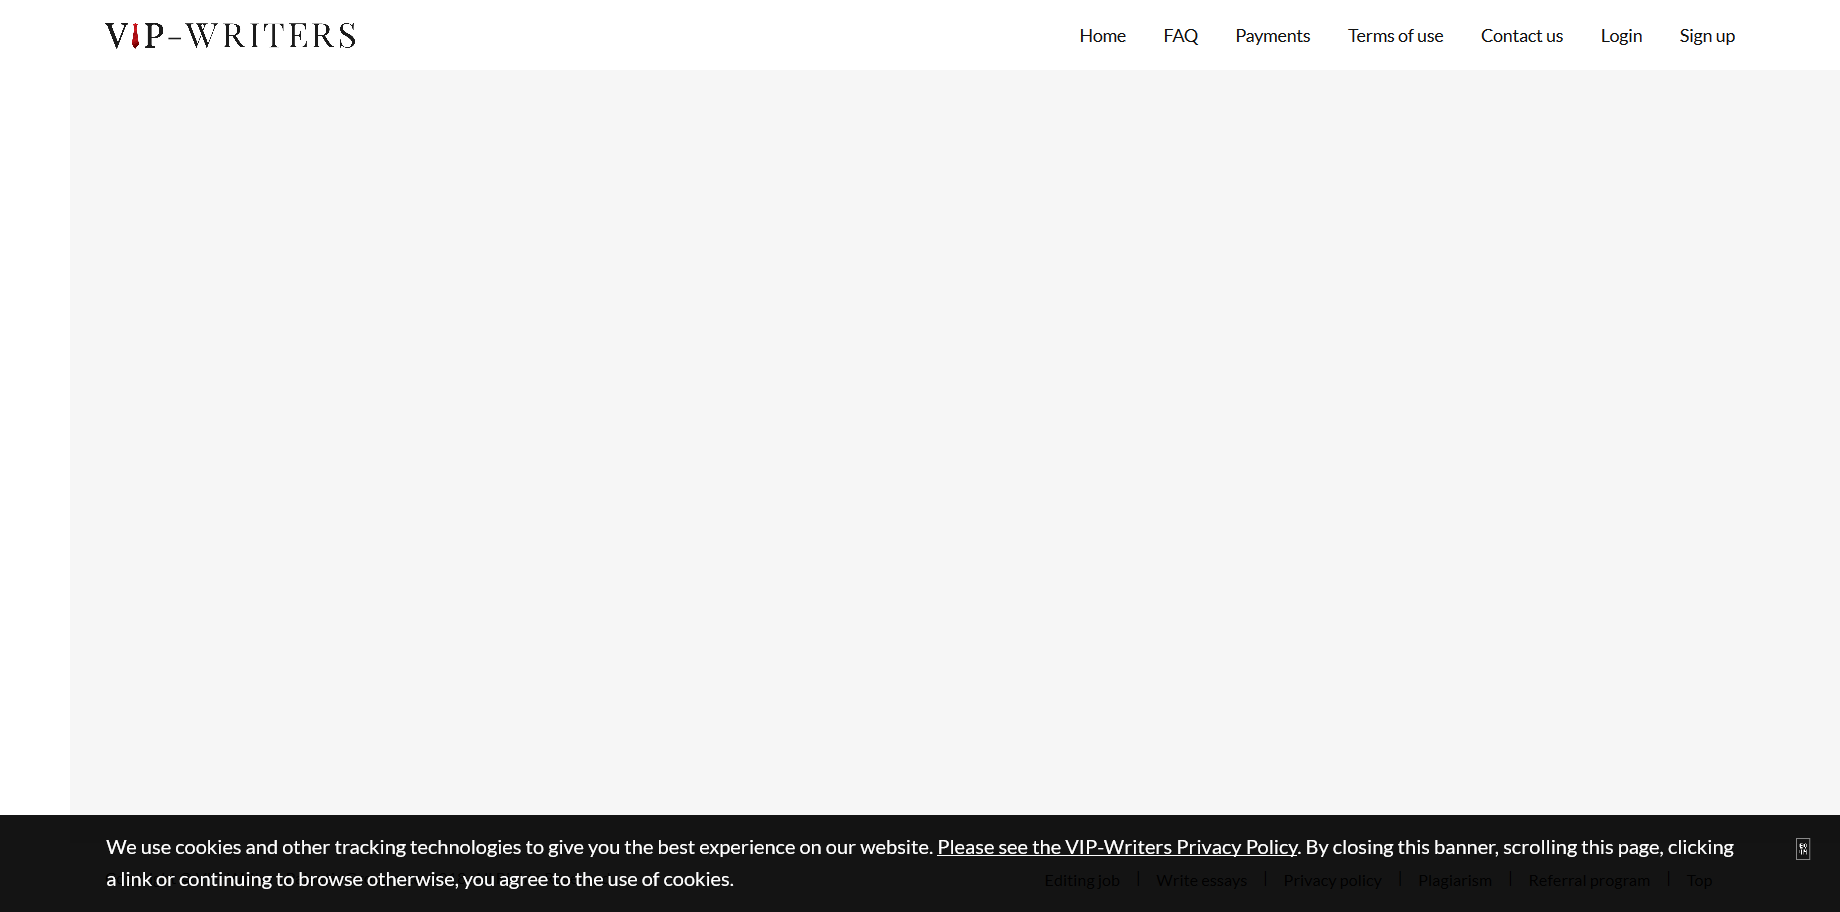 VIP-WRITERS
Home FAQ Payments Terms of use Contact us Login Sign up
We use cookies and other tracking technologies to give you the best experience on our website. Please see the VIP-Writers Privacy Policy. By closing this banner, scrolling this page, clicking
a link or continuing to browse otherwise, you agree to the use of cookies.
Editing job | Write essays | Privacy policy | Plagiarism | Referral program | Top